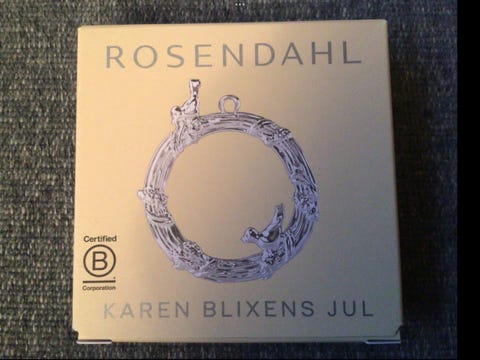 ROSENDAHL
Certified
B
Corporation
KAREN BLIXENS JUL